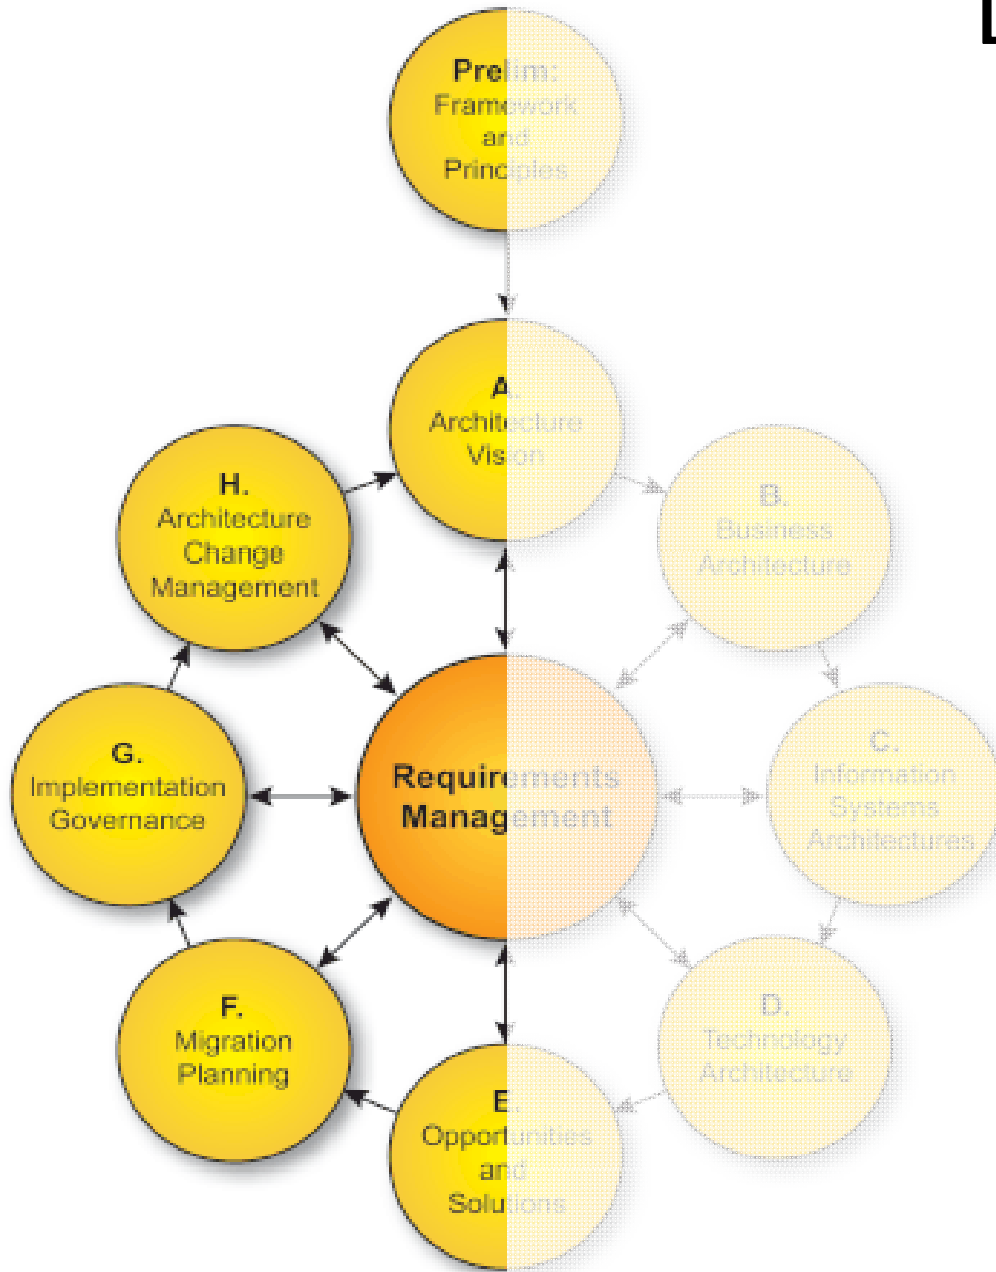 Prelim:
Framework
and
Principles
A.
Architecture
Vision
H.
Architecture
Change
Management
B.
Business
Architecture
G.
Implementation
Governance
Requirements
Management
C.
Information
Systems
Architectures
F.
Migration
Planning
D.
Technology
Architecture
E.
Opportunities
and
Solutions